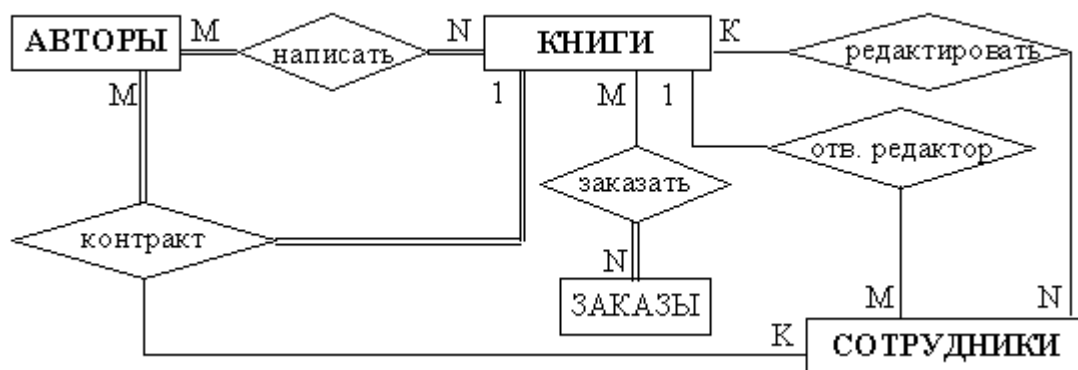 АВТОРЫ M написать N КНИГИ K редактировать
M 1 M 1
отв. редактор
заказать
контракт
N M N
ЗАКАЗЫ
K СОТРУДНИКИ